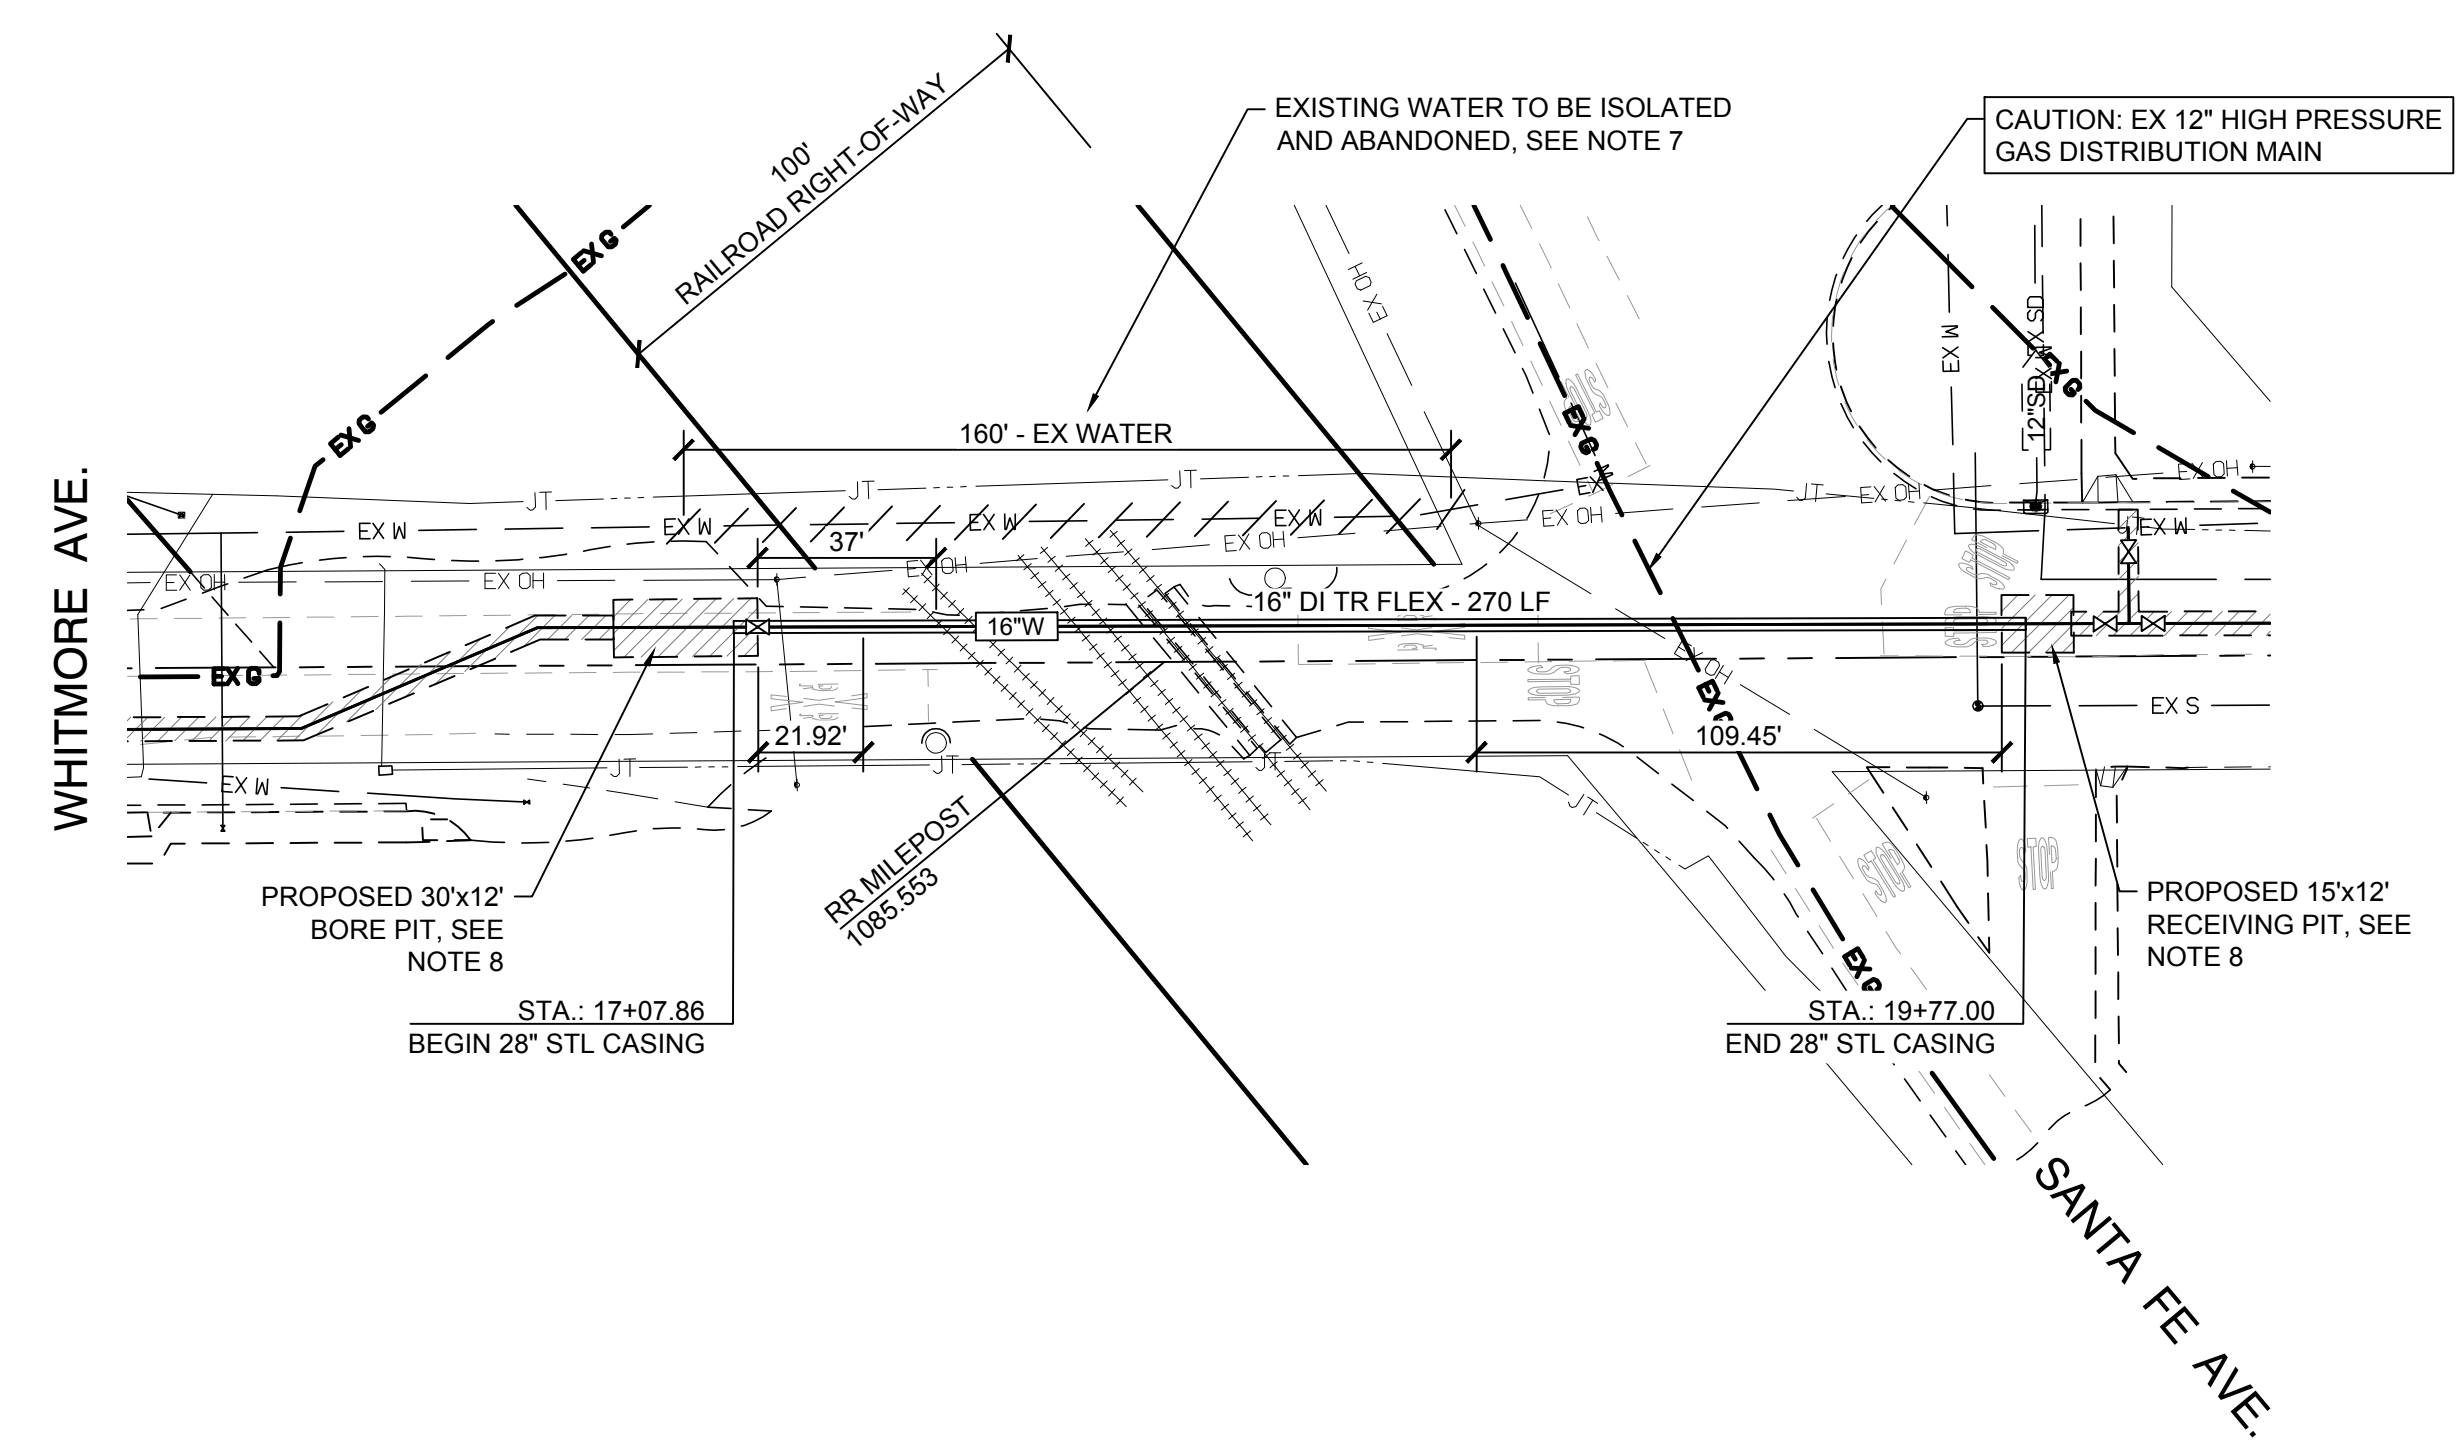 100'
RAILROAD RIGHT-OF-WAY
EXISTING WATER TO BE ISOLATED
AND ABANDONED, SEE NOTE 7
CAUTION: EX 12" HIGH PRESSURE
GAS DISTRIBUTION MAIN
EX G
EX G
EX G
EX OH
STOP
EX G
EX W
EX W
12"SD
EX SD
EX G
160' - EX WATER
WHITMORE AVE.
JT
JT
JT
JT
EX OH
EX OH
EX W
EX W
EX W
EX W
EX OH
EX W
37'
EX OH
EX OH
EX OH
EX OH
STOP
16" DI TR FLEX - 270 LF
16"W
STOP
EX OH
STOP
EX G
EX G
EX S
21.92'
109.45'
JT
JT
JT
EX W
JT
RR MILEPOST
1085.553
STOP
STOP
PROPOSED 30'x12'
BORE PIT, SEE
NOTE 8
PROPOSED 15'x12'
RECEIVING PIT, SEE
NOTE 8
EX G
STA.: 17+07.86
BEGIN 28" STL CASING
STA.: 19+77.00
END 28" STL CASING
SANTA FE AVE.